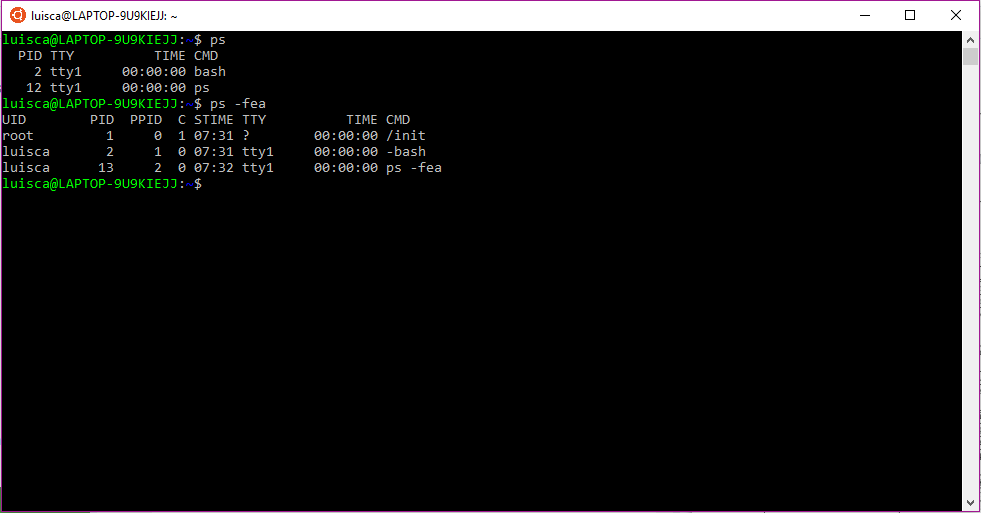 luisca@LAPTOP-9U9KIEJJ: ~
luisca@LAPTOP-9U9KIEJJ:~$ ps
  PID TTY          TIME CMD
    2 tty1     00:00:00 bash
   12 tty1     00:00:00 ps
luisca@LAPTOP-9U9KIEJJ:~$ ps -fea
UID        PID  PPID  C STIME TTY          TIME CMD
root         1     0  1 07:31 ?        00:00:00 /init
luisca       2     1  0 07:31 tty1     00:00:00 -bash
luisca      13     2  0 07:32 tty1     00:00:00 ps -fea
luisca@LAPTOP-9U9KIEJJ:~$